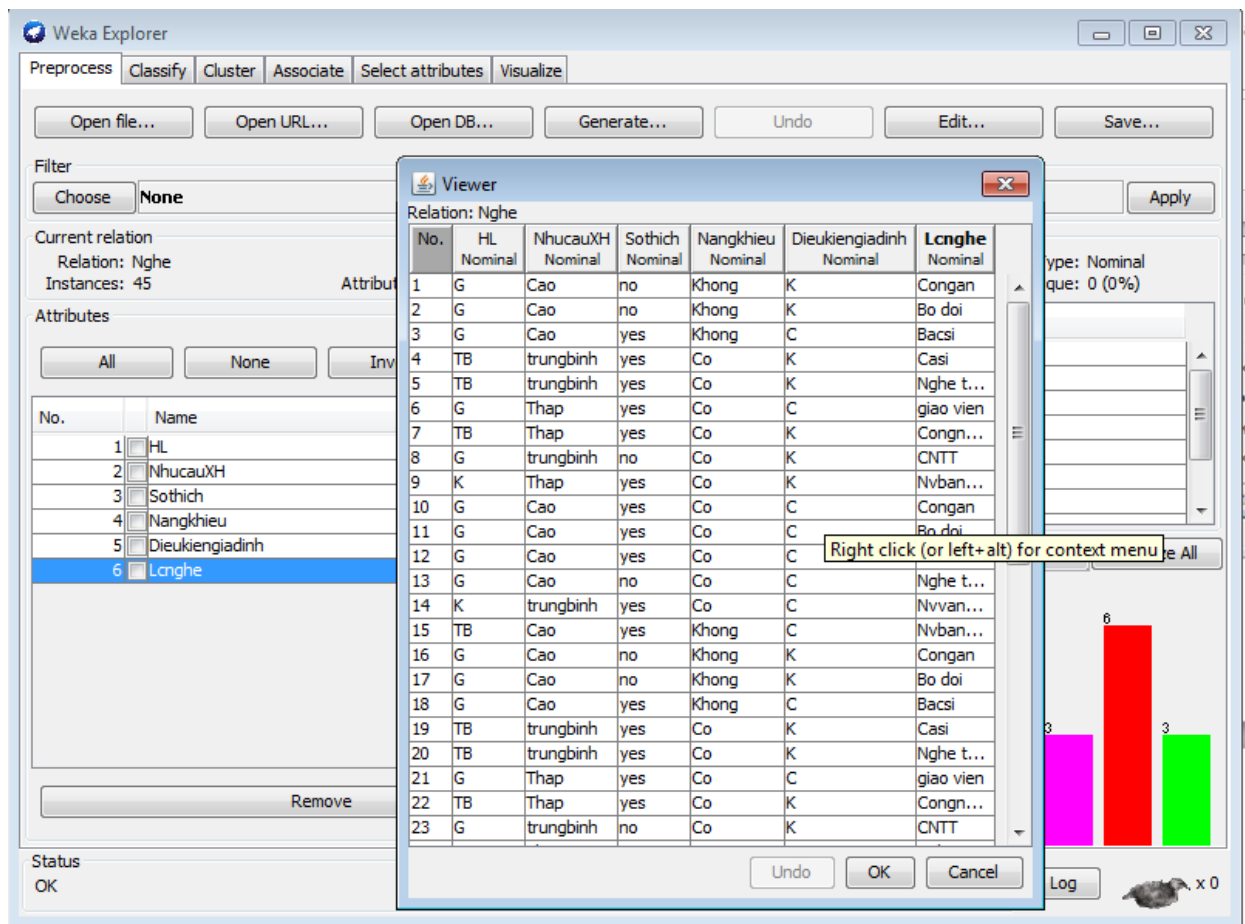 Weka Explorer
Preprocess Classify Cluster Associate Select attributes Visualize
Open file... Open URL... Open DB... Generate... Undo Edit... Save...
Filter
Choose None Apply
Current relation
Relation: Nghe
Instances: 45
Attributes
All None
No. Name
1 HL
2 NhucauXH
3 Sothich
4 Nangkhieu
5 Dieukiengiadinh
6 Lcnghe
Remove
Status
OK
Viewer
Relation: Nghe
No. HL NhucauXH Sothich Nangkhieu Dieukiengiadinh Lcnghe
Nominal Nominal Nominal Nominal Nominal Nominal
1 G Cao no Khong K Congan
2 G Cao no Khong K Bo doi
3 G Cao yes Khong C Bacsi
4 TB trungbinh yes Co K Casi
5 TB trungbinh yes Co K Nghe t...
6 G Thap yes Co C giao vien
7 TB Thap yes Co K Congn...
8 G trungbinh no Co K CNTT
9 K Thap yes Co K Nvban...
10 G Cao yes Co C Congan
11 G Cao yes Co C Bo doi
12 G Cao yes Co C
Right click (or left+alt) for context menu
13 G Cao no Co C Nghe t...
14 K trungbinh yes Co C Nvvan...
15 TB Cao yes Khong C Nvban...
16 G Cao no Khong K Congan
17 G Cao no Khong K Bo doi
18 G Cao yes Khong C Bacsi
19 TB trungbinh yes Co K Casi
20 TB trungbinh yes Co K Nghe t...
21 G Thap yes Co C giao vien
22 TB Thap yes Co K Congn...
23 G trungbinh no Co K CNTT
Undo OK Cancel
Type: Nominal
que: 0 (0%)
All
3 6 3
Log x 0